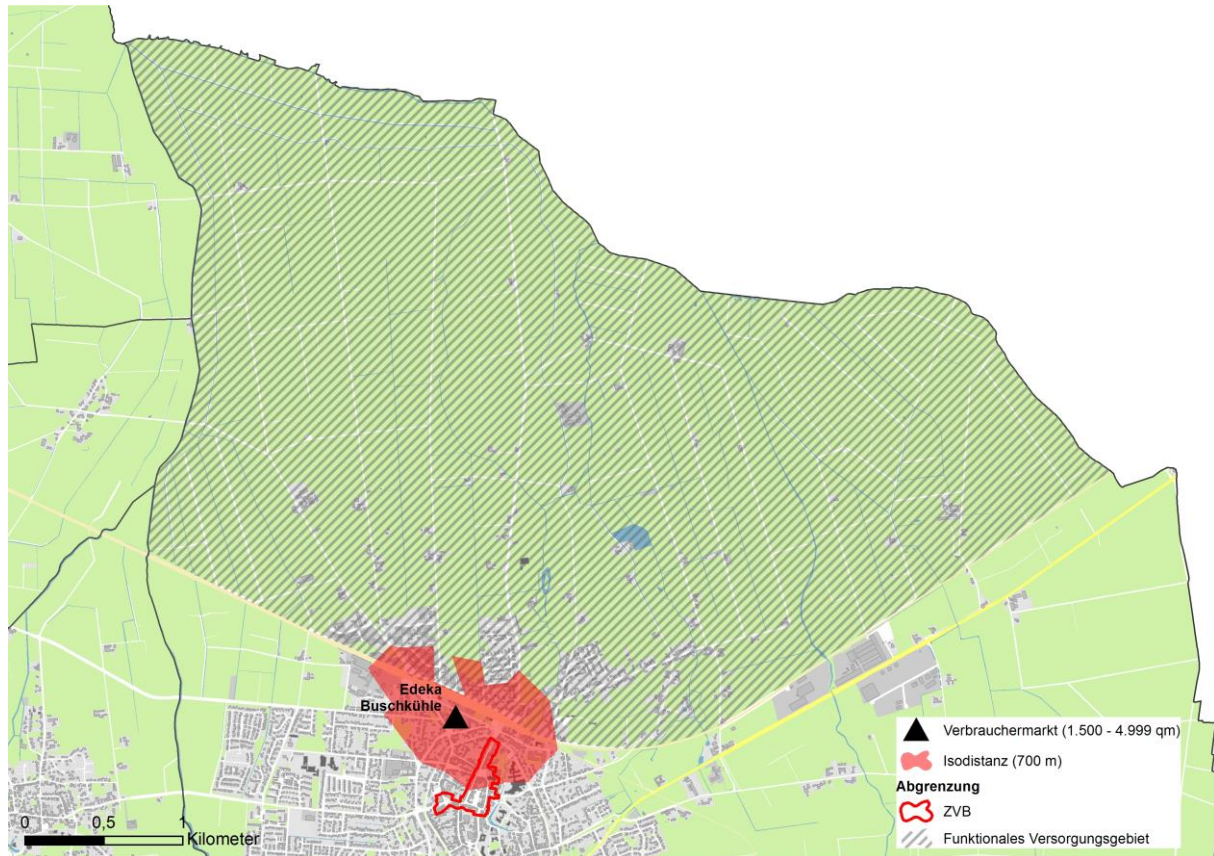 Edeka
Buschkühle
Verbrauchermarkt (1.500 - 4.999 qm)
Isodistanz (700 m)
Abgrenzung
ZVB
Funktionales Versorgungsgebiet
0 0,5 1
Kilometer